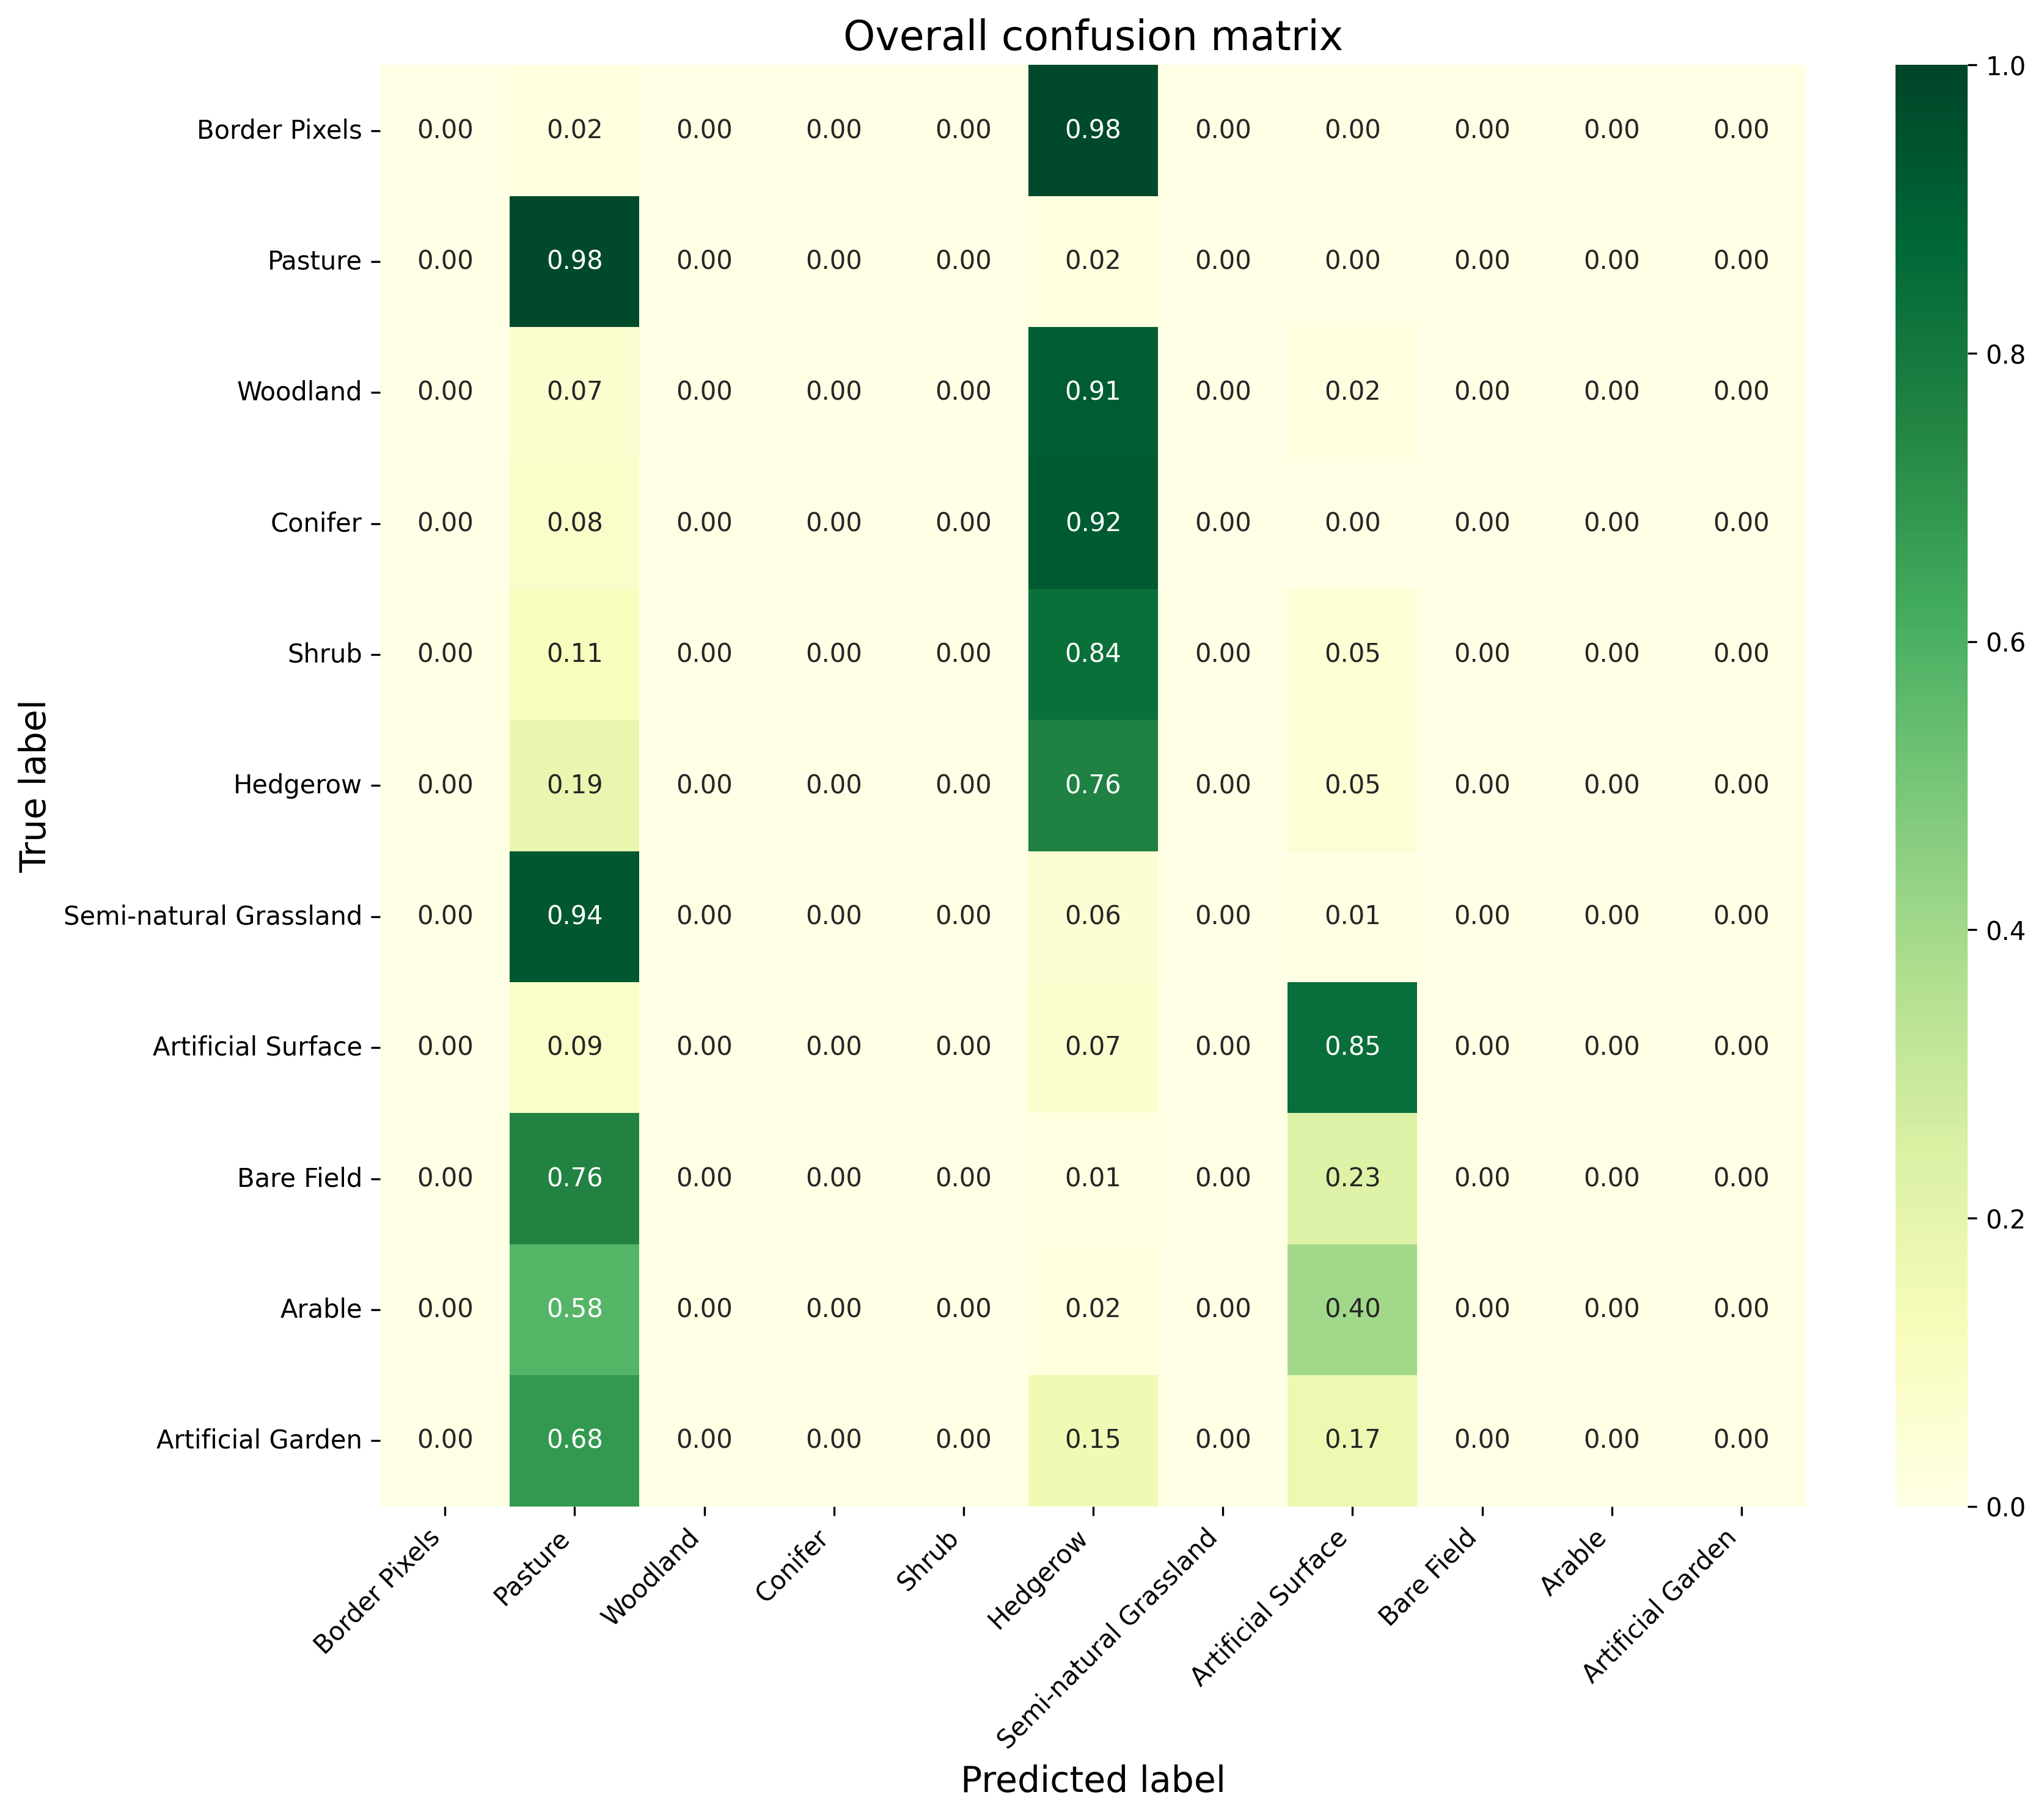 Overall confusion matrix
True label
Border Pixels 0.00 0.02 0.00 0.00 0.00 0.98 0.00 0.00 0.00 0.00 0.00
Pasture 0.00 0.98 0.00 0.00 0.00 0.02 0.00 0.00 0.00 0.00 0.00
Woodland 0.00 0.07 0.00 0.00 0.00 0.91 0.00 0.02 0.00 0.00 0.00
Conifer 0.00 0.08 0.00 0.00 0.00 0.92 0.00 0.00 0.00 0.00 0.00
Shrub 0.00 0.11 0.00 0.00 0.00 0.84 0.00 0.05 0.00 0.00 0.00
Hedgerow 0.00 0.19 0.00 0.00 0.00 0.76 0.00 0.05 0.00 0.00 0.00
Semi-natural Grassland 0.00 0.94 0.00 0.00 0.00 0.06 0.00 0.01 0.00 0.00 0.00
Artificial Surface 0.00 0.09 0.00 0.00 0.00 0.07 0.00 0.85 0.00 0.00 0.00
Bare Field 0.00 0.76 0.00 0.00 0.00 0.01 0.00 0.23 0.00 0.00 0.00
Arable 0.00 0.58 0.00 0.00 0.00 0.02 0.00 0.40 0.00 0.00 0.00
Artificial Garden 0.00 0.68 0.00 0.00 0.00 0.15 0.00 0.17 0.00 0.00 0.00
Border Pixels
Pasture
Woodland
Conifer
Shrub
Hedgerow
Semi-natural Grassland
Artificial Surface
Bare Field
Arable
Artificial Garden
Predicted label
1.0
0.8
0.6
0.4
0.2
0.0